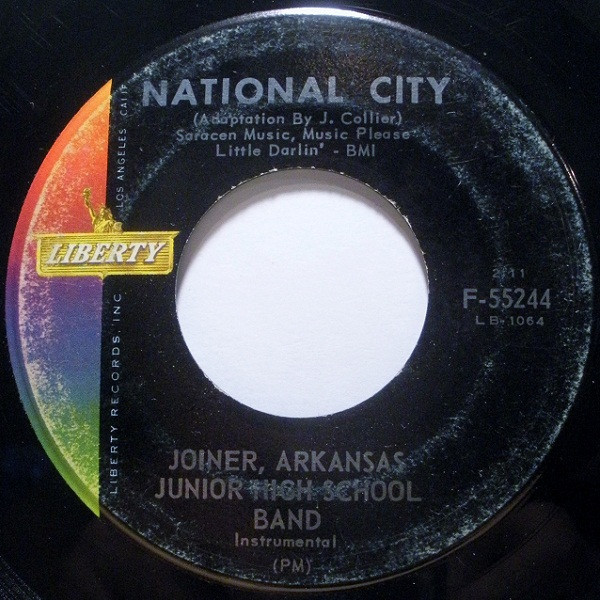 NATIONAL CITY
(Adaptation By J. Collier)
Saracen Music, Music Please
Little Darlin' - BMI
LIBERTY
LIBERTY RECORDS, INC.
LOS ANGELES, CALIF.
2:11
F-55244
LB-1064
JOINER, ARKANSAS
JUNIOR HIGH SCHOOL
BAND
Instrumental
(PM)